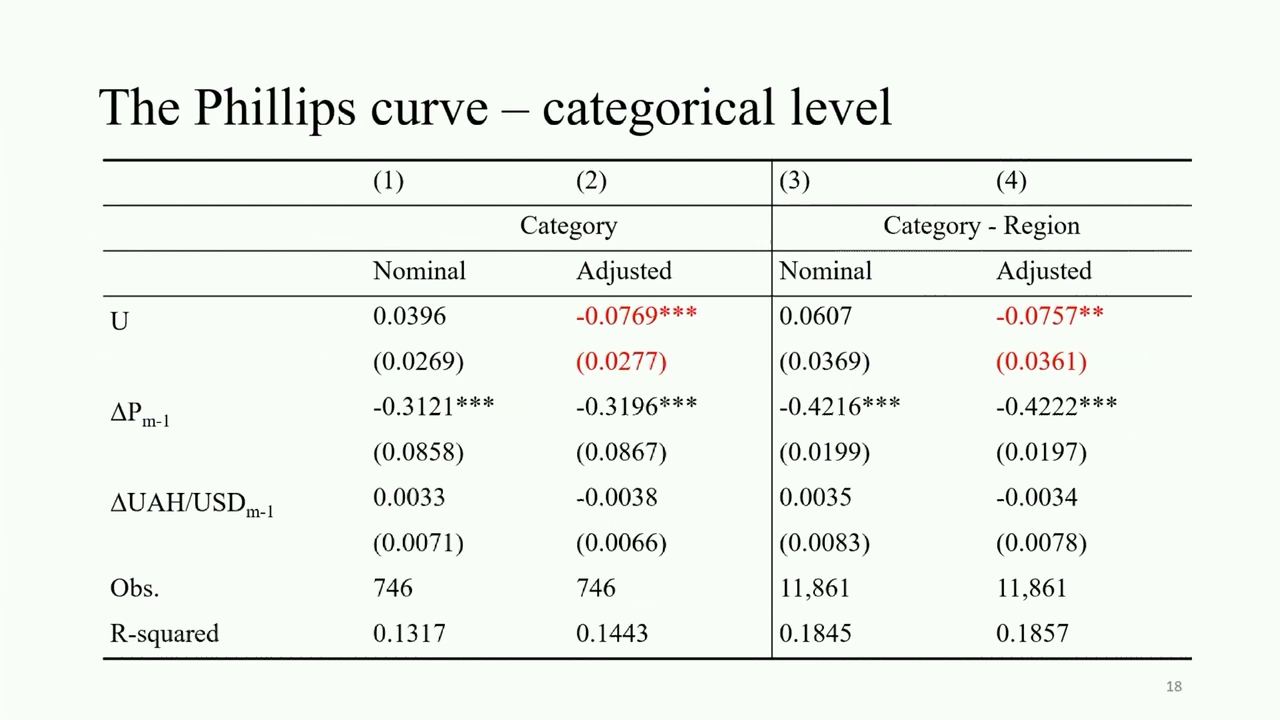 The Phillips curve – categorical level
(1) (2) (3) (4)
Category Category - Region
Nominal Adjusted Nominal Adjusted
U 0.0396 -0.0769*** 0.0607 -0.0757**
(0.0269) (0.0277) (0.0369) (0.0361)
ΔPm-1 -0.3121*** -0.3196*** -0.4216*** -0.4222***
(0.0858) (0.0867) (0.0199) (0.0197)
ΔUAH/USDm-1 0.0033 -0.0038 0.0035 -0.0034
(0.0071) (0.0066) (0.0083) (0.0078)
Obs. 746 746 11,861 11,861
R-squared 0.1317 0.1443 0.1845 0.1857
18